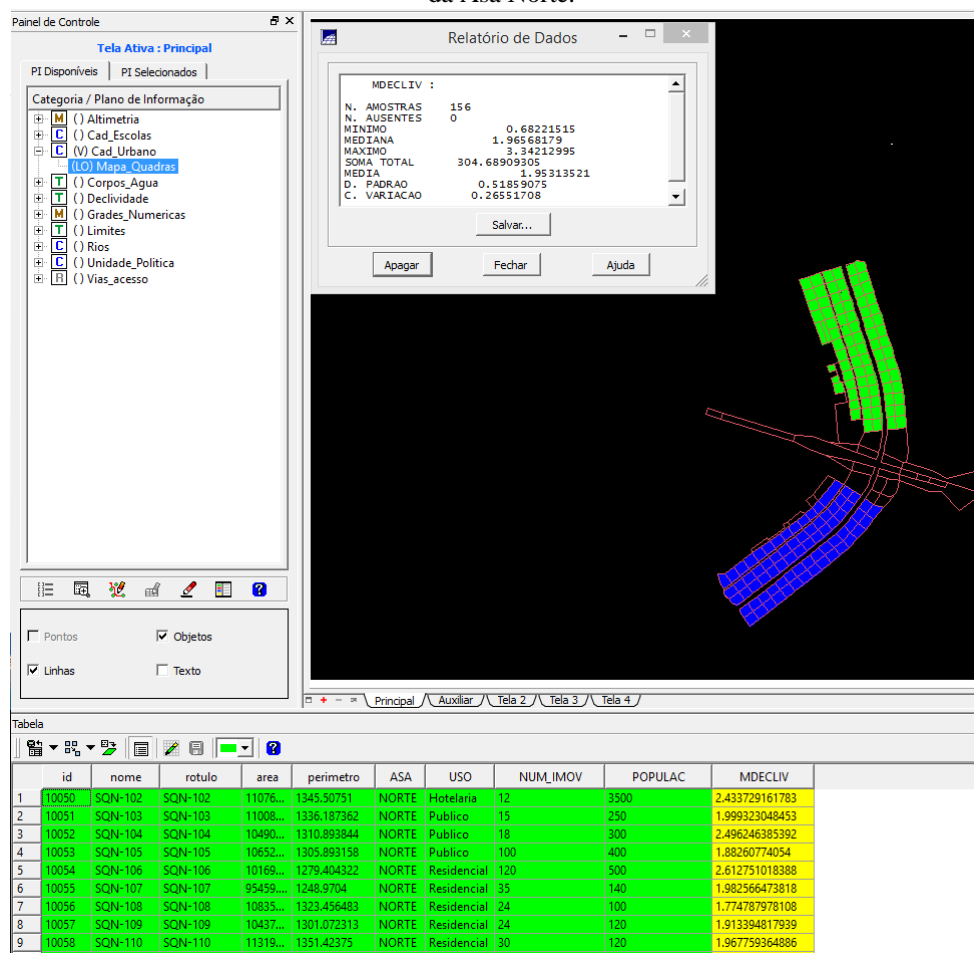 da Asa Norte.
Painel de Controle
Tela Ativa : Principal
PI Disponíveis PI Selecionados
Categoria / Plano de Informação
M () Altimetria
C () Cad_Escolas
C (V) Cad_Urbano
(LO) Mapa_Quadras
T () Corpos_Agua
T () Declividade
M () Grades_Numericas
T () Limites
C () Rios
C () Unidade_Politica
R () Vias_acesso
Pontos Objetos
Linhas Texto
Relatório de Dados
MDECLIV :
N. AMOSTRAS 156
N. AUSENTES 0
MINIMO 0.68221515
MEDIANA 1.96568179
MAXIMO 3.34212995
SOMA TOTAL 304.68909305
MEDIA 1.95313521
D. PADRAO 0.51859075
C. VARIACAO 0.26551708
Salvar...
Apagar Fechar Ajuda
Principal Auxiliar Tela 2 Tela 3 Tela 4
Tabela
id nome rotulo area perimetro ASA USO NUM_IMOV POPULAC MDECLIV
1 10050 SQN-102 SQN-102 11076... 1345.50751 NORTE Hotelaria 12 3500 2.433729161783
2 10051 SQN-103 SQN-103 11008... 1336.187362 NORTE Publico 15 250 1.999323048453
3 10052 SQN-104 SQN-104 10490... 1310.893844 NORTE Publico 18 300 2.496246385392
4 10053 SQN-105 SQN-105 10652... 1305.893158 NORTE Publico 100 400 1.88260774054
5 10054 SQN-106 SQN-106 10169... 1279.404322 NORTE Residencial 120 500 2.612751018388
6 10055 SQN-107 SQN-107 95459.... 1248.9704 NORTE Residencial 35 140 1.982566473818
7 10056 SQN-108 SQN-108 10835... 1323.456483 NORTE Residencial 24 100 1.774787978108
8 10057 SQN-109 SQN-109 10437... 1301.072313 NORTE Residencial 24 120 1.913394817939
9 10058 SQN-110 SQN-110 11319... 1351.42375 NORTE Residencial 30 120 1.967759364886